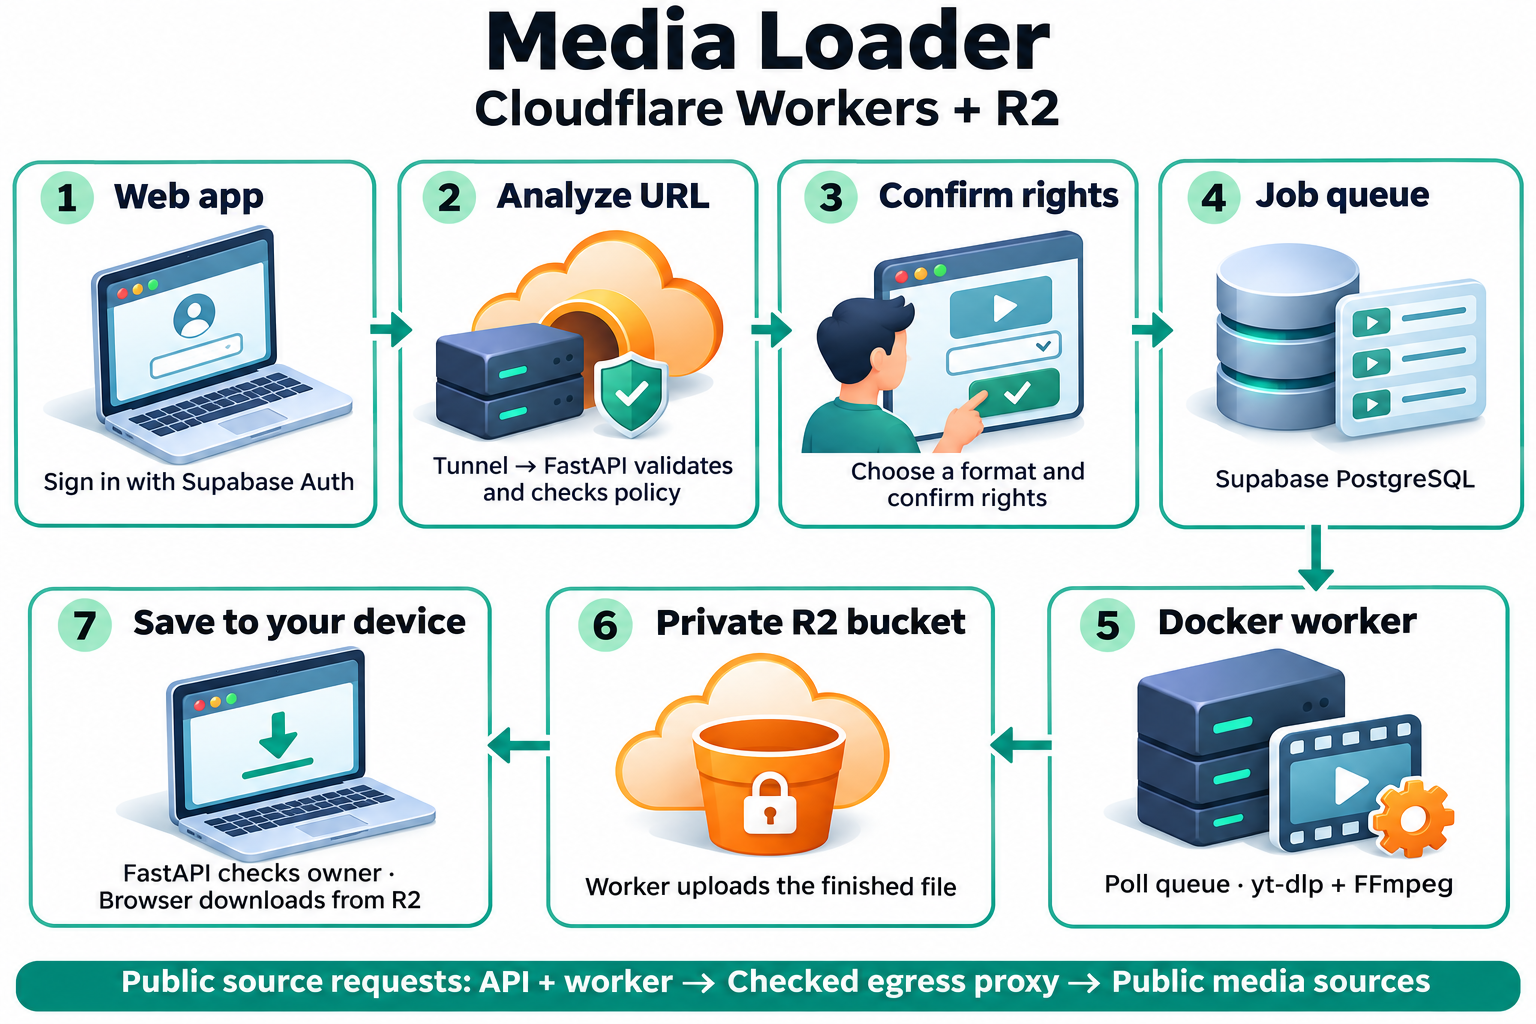 Media Loader
Cloudflare Workers + R2
1 Web app
Sign in with Supabase Auth
2 Analyze URL
Tunnel → FastAPI validates
and checks policy
3 Confirm rights
Choose a format and
confirm rights
4 Job queue
Supabase PostgreSQL
5 Docker worker
Poll queue · yt-dlp + FFmpeg
6 Private R2 bucket
Worker uploads the finished file
7 Save to your device
FastAPI checks owner ·
Browser downloads from R2
Public source requests: API + worker → Checked egress proxy → Public media sources